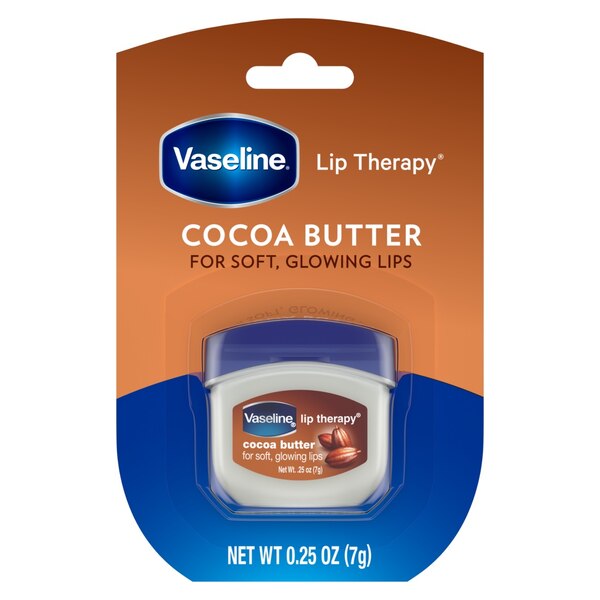 Vaseline® Lip Therapy®
COCOA BUTTER
FOR SOFT, GLOWING LIPS
Vaseline® lip therapy®
cocoa butter
for soft, glowing lips
Net Wt. .25 oz (7g)
NET WT 0.25 OZ (7g)